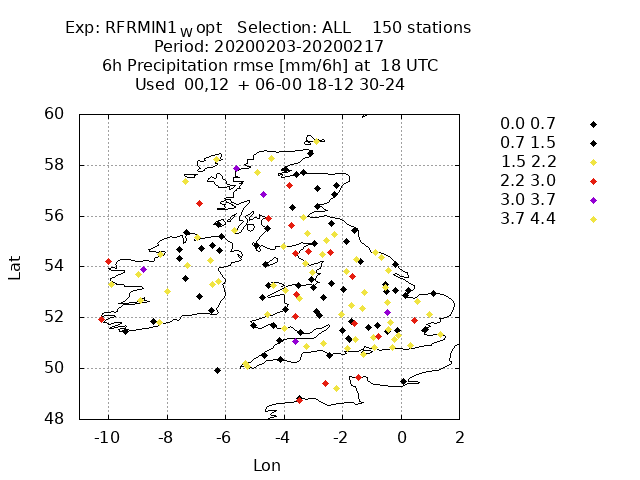 Exp: RFRMIN1_W opt   Selection: ALL    150 stations
Period: 20200203-20200217
6h Precipitation rmse [mm/6h] at  18 UTC
Used  00,12  + 06-00 18-12 30-24
0.0 0.7
0.7 1.5
1.5 2.2
2.2 3.0
3.0 3.7
3.7 4.4
60
58
56
54
52
50
48
Lat
-10 -8 -6 -4 -2 0 2
Lon